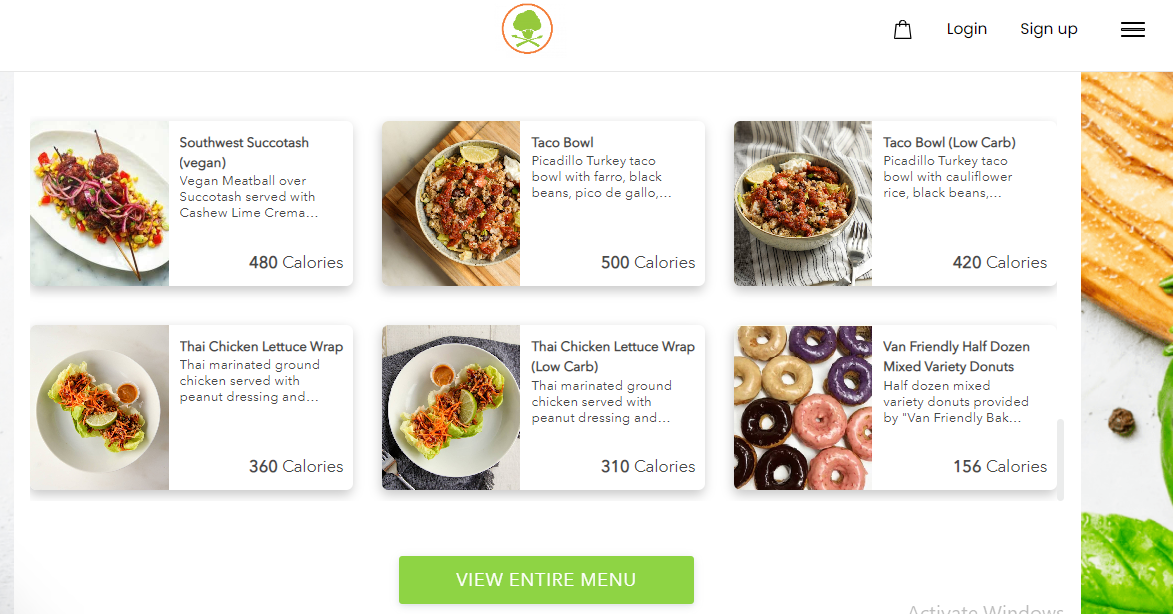 Login Sign up
Southwest Succotash
(vegan)
Vegan Meatball over
Succotash served with
Cashew Lime Crema...
480 Calories
Taco Bowl
Picadillo Turkey taco
bowl with farro, black
beans, pico de gallo,...
500 Calories
Taco Bowl (Low Carb)
Picadillo Turkey taco
bowl with cauliflower
rice, black beans,...
420 Calories
Thai Chicken Lettuce Wrap
Thai marinated ground
chicken served with
peanut dressing and...
360 Calories
Thai Chicken Lettuce Wrap
(Low Carb)
Thai marinated ground
chicken served with
peanut dressing and...
310 Calories
Van Friendly Half Dozen
Mixed Variety Donuts
Half dozen mixed
variety donuts provided
by "Van Friendly Bak...
156 Calories
VIEW ENTIRE MENU
Activate Windows